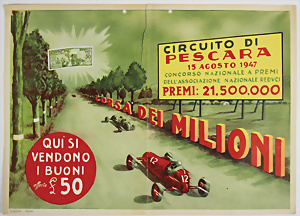 CIRCUITO DI
PESCARA
15 AGOSTO 1947
CONCORSO NAZIONALE A PREMI
DELL'ASSOCIAZIONE NAZIONALE REDUCI
PREMI: 21,500,000
CORSA DEI MILIONI
QUI SI
VENDONO
I BUONI
offerta £ 50
12